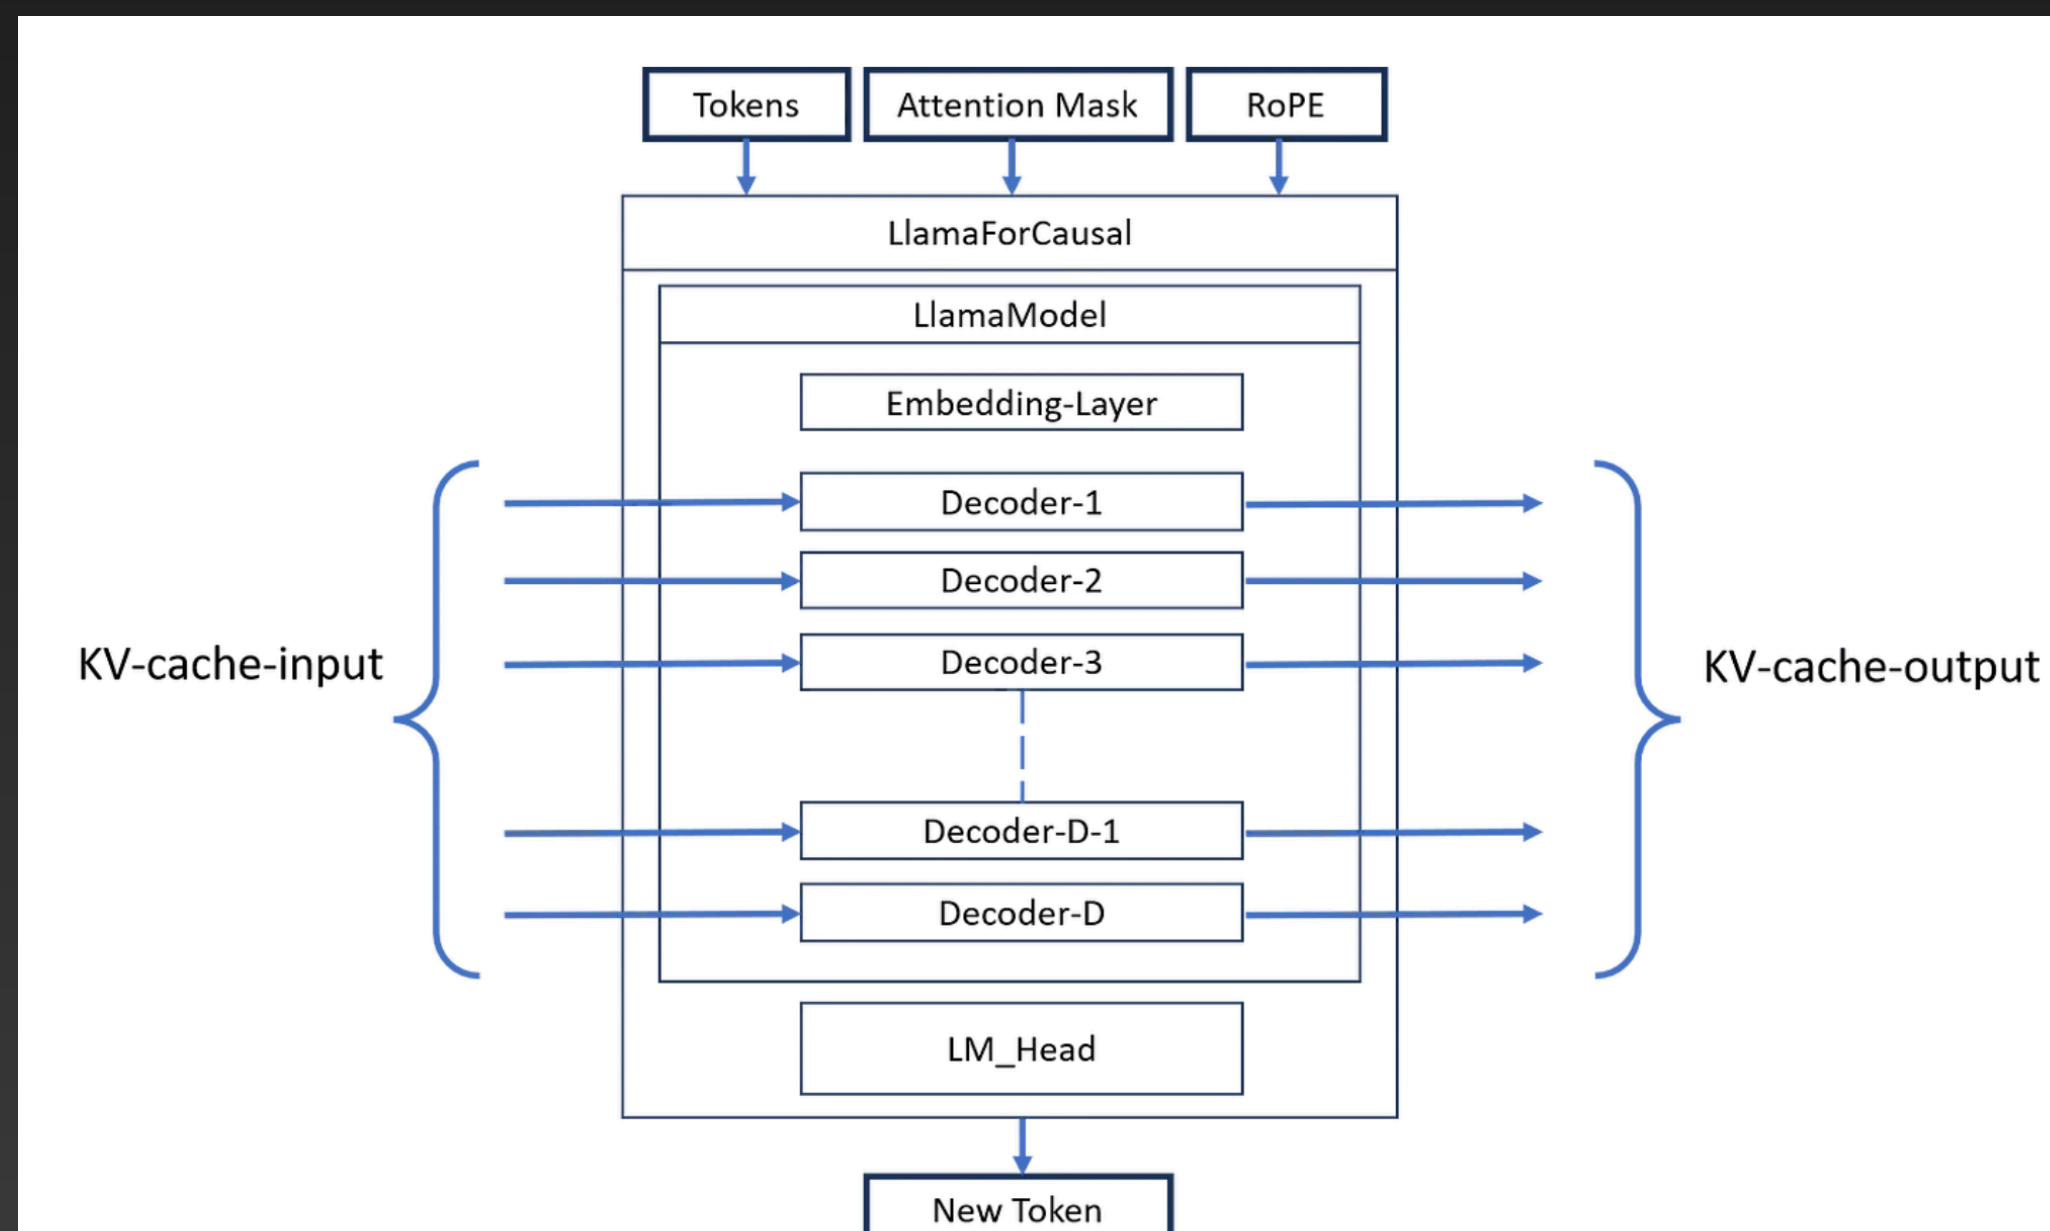 Tokens
Attention Mask
RoPE
LlamaForCausal
LlamaModel
Embedding-Layer
Decoder-1
Decoder-2
KV-cache-input
Decoder-3
KV-cache-output
Decoder-D-1
Decoder-D
LM_Head
New Token